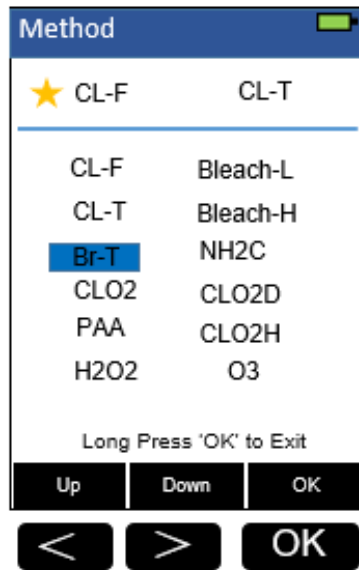 Method
CL-F CL-T
CL-F Bleach-L
CL-T Bleach-H
Br-T NH2C
CLO2 CLO2D
PAA CLO2H
H2O2 O3
Long Press 'OK' to Exit
Up Down OK
< > OK